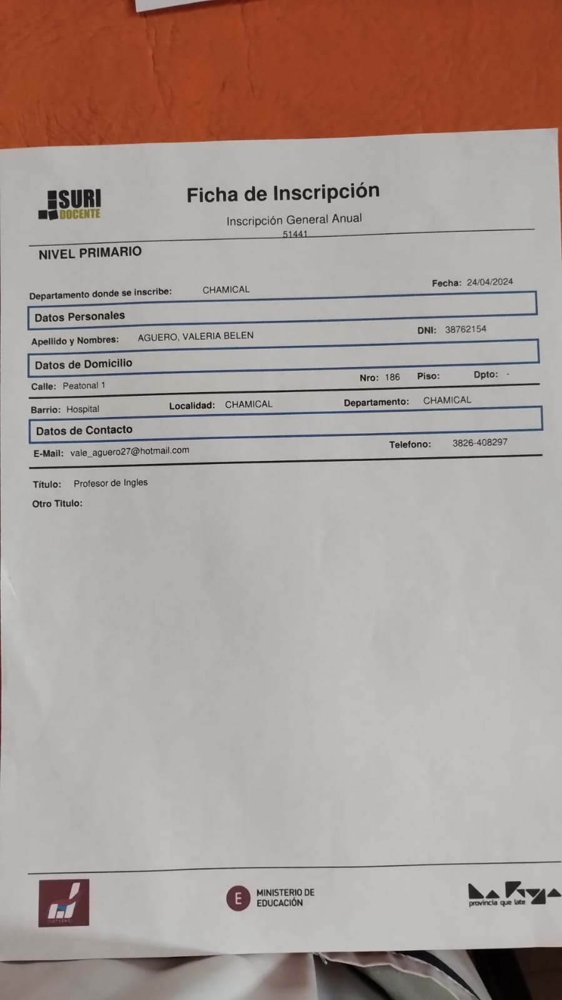 SURI
DOCENTE
Ficha de Inscripción
Inscripción General Anual
51441
NIVEL PRIMARIO
Departamento donde se inscribe: CHAMICAL Fecha: 24/04/2024
Datos Personales
Apellido y Nombres: AGUERO, VALERIA BELEN DNI: 38762154
Datos de Domicilio
Calle: Peatonal 1 Nro: 186 Piso: Dpto: -
Barrio: Hospital Localidad: CHAMICAL Departamento: CHAMICAL
Datos de Contacto
E-Mail: vale_aguero27@hotmail.com Telefono: 3826-408297
Título: Profesor de Ingles
Otro Titulo:
E MINISTERIO DE
EDUCACIÓN
La Rioja
provincia que late